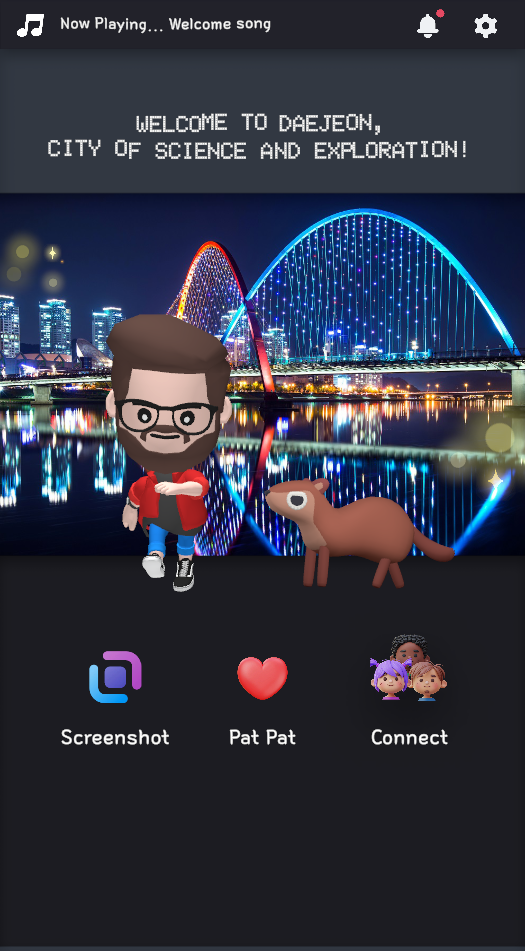 Now Playing... Welcome song
WELCOME TO DAEJEON,
CITY OF SCIENCE AND EXPLORATION!
Screenshot
Pat Pat
Connect